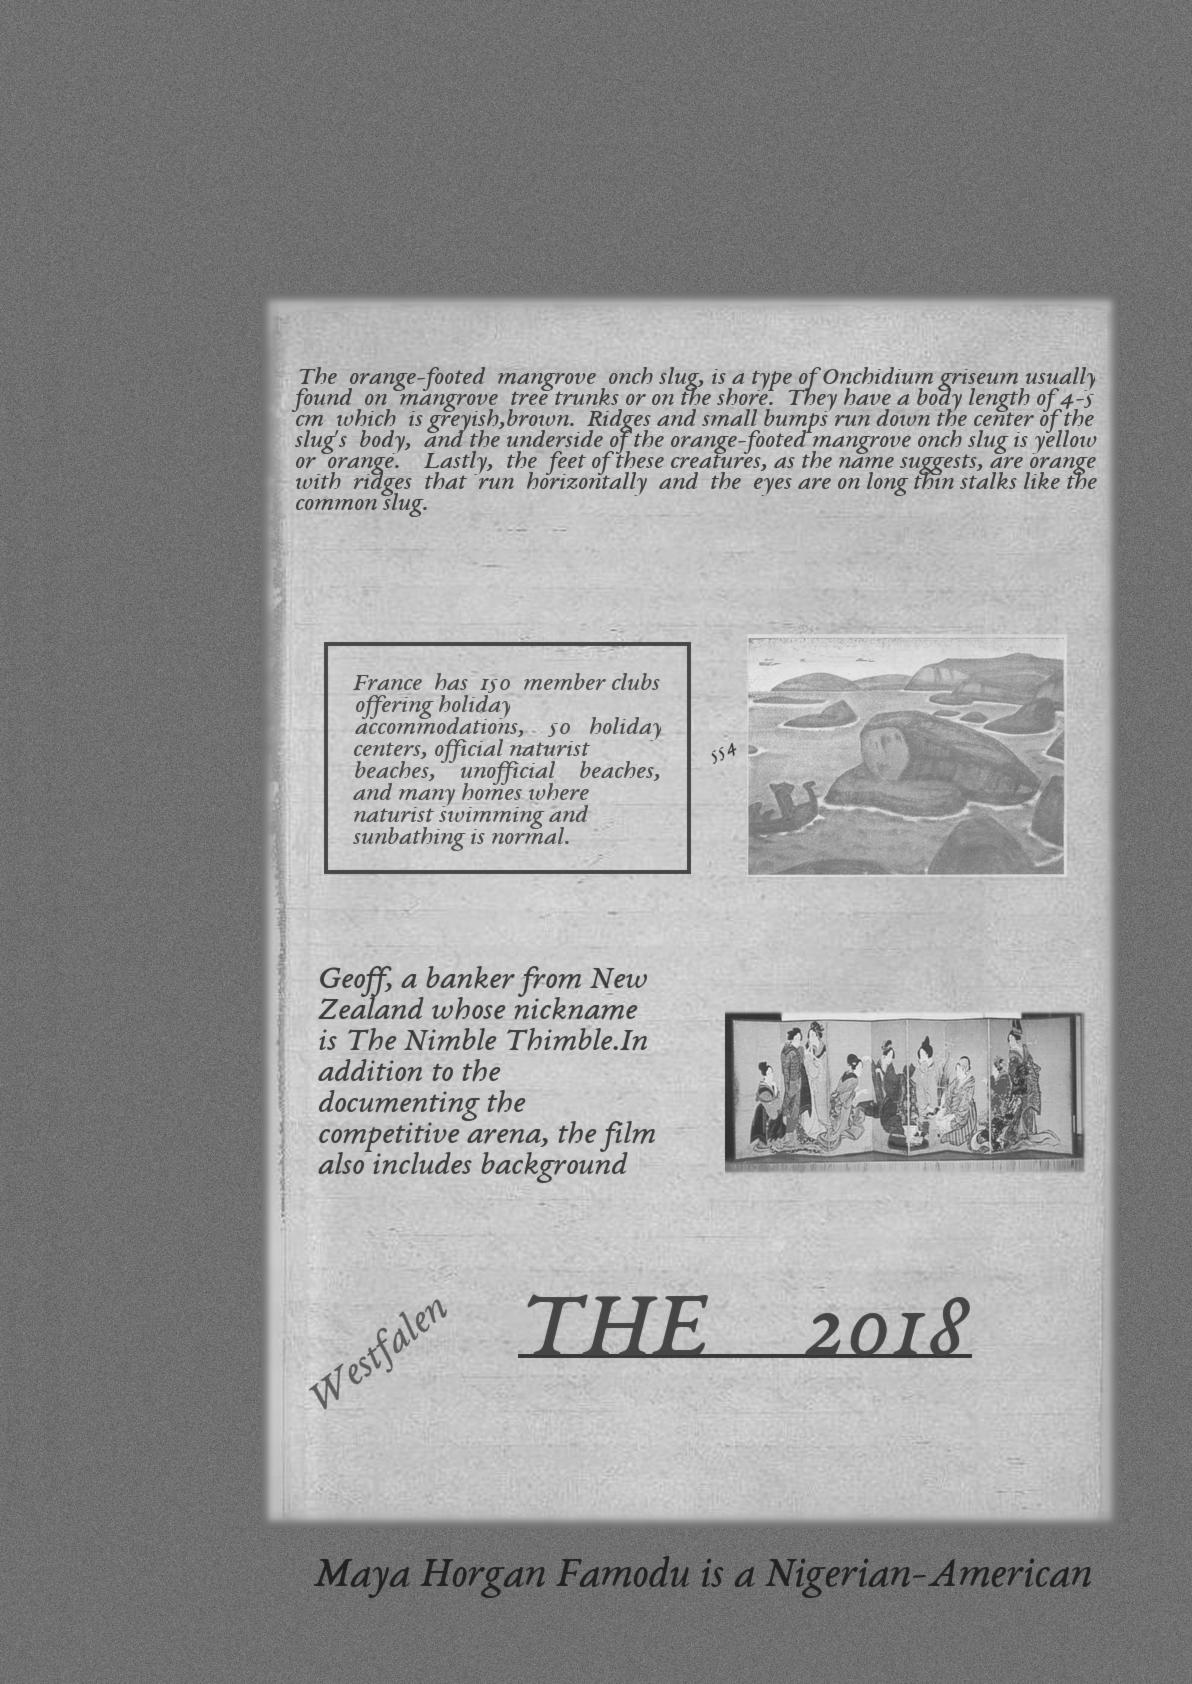 The orange-footed mangrove onch slug, is a type of Onchidium griseum usually
found on mangrove tree trunks or on the shore. They have a body length of 4-5
cm which is greyish,brown. Ridges and small bumps run down the center of the
slug's body, and the underside of the orange-footed mangrove onch slug is yellow
or orange. Lastly, the feet of these creatures, as the name suggests, are orange
with ridges that run horizontally and the eyes are on long thin stalks like the
common slug.
France has 150 member clubs
offering holiday
accommodations, 50 holiday
centers, official naturist
beaches, unofficial beaches,
and many homes where
naturist swimming and
sunbathing is normal.
554
Geoff, a banker from New
Zealand whose nickname
is The Nimble Thimble.In
addition to the
documenting the
competitive arena, the film
also includes background
Westfalen
THE 2018
Maya Horgan Famodu is a Nigerian-American